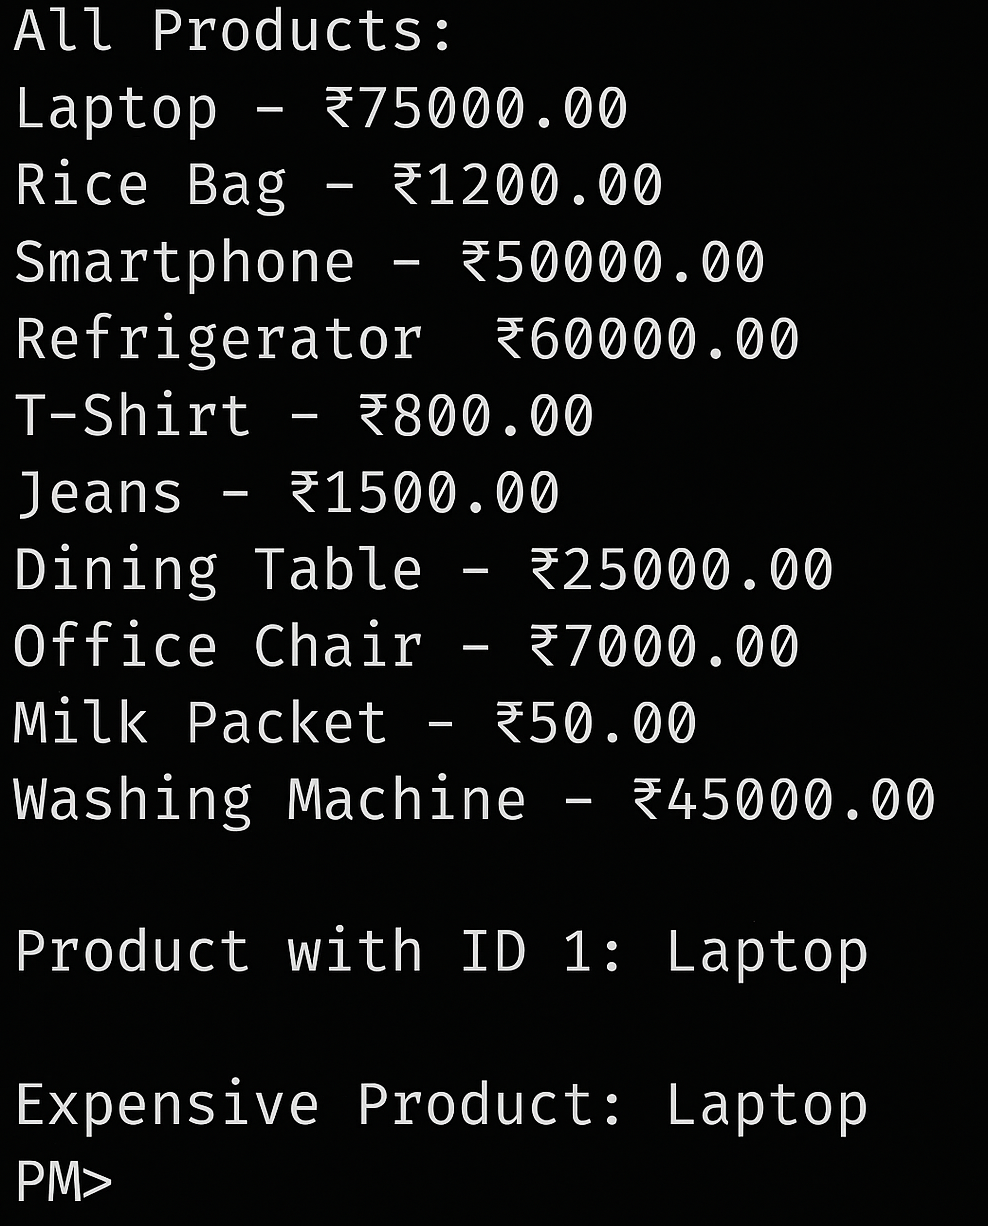 All Products:
Laptop - ₹75000.00
Rice Bag - ₹1200.00
Smartphone - ₹50000.00
Refrigerator  ₹60000.00
T-Shirt - ₹800.00
Jeans - ₹1500.00
Dining Table - ₹25000.00
Office Chair - ₹7000.00
Milk Packet - ₹50.00
Washing Machine - ₹45000.00
Product with ID 1: Laptop
Expensive Product: Laptop
PM>